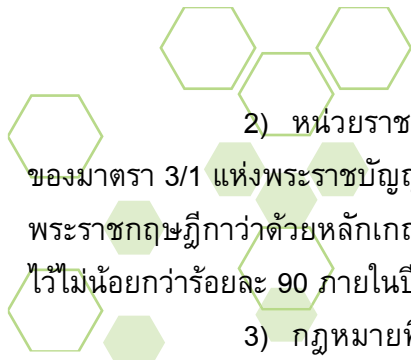 2) หน่วยราช
ของมาตรา 3/1 แห่งพระราชบัญญ
พระราชกฤษฎีกาว่าด้วยหลักเกณ
ไว้ไม่น้อยกว่าร้อยละ 90 ภายในปี
3) กฎหมายที